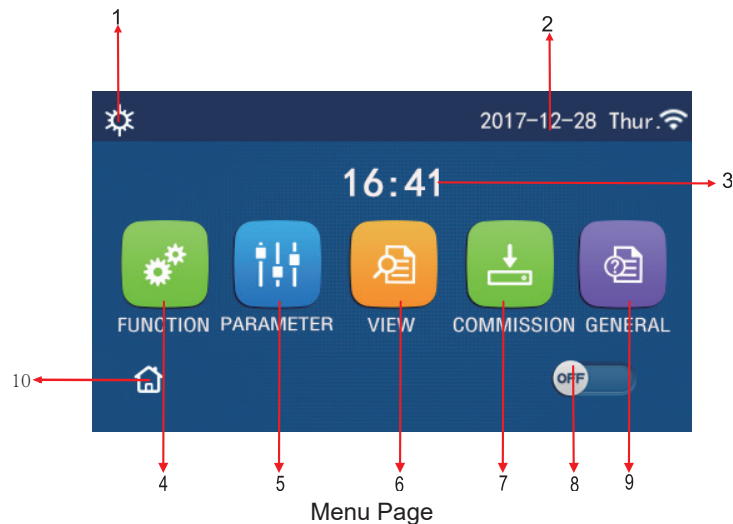 1 2
2017-12-28 Thur.
16:41 3
FUNCTION PARAMETER VIEW COMMISSION GENERAL
10 OFF
4 5 6 7 8 9
Menu Page